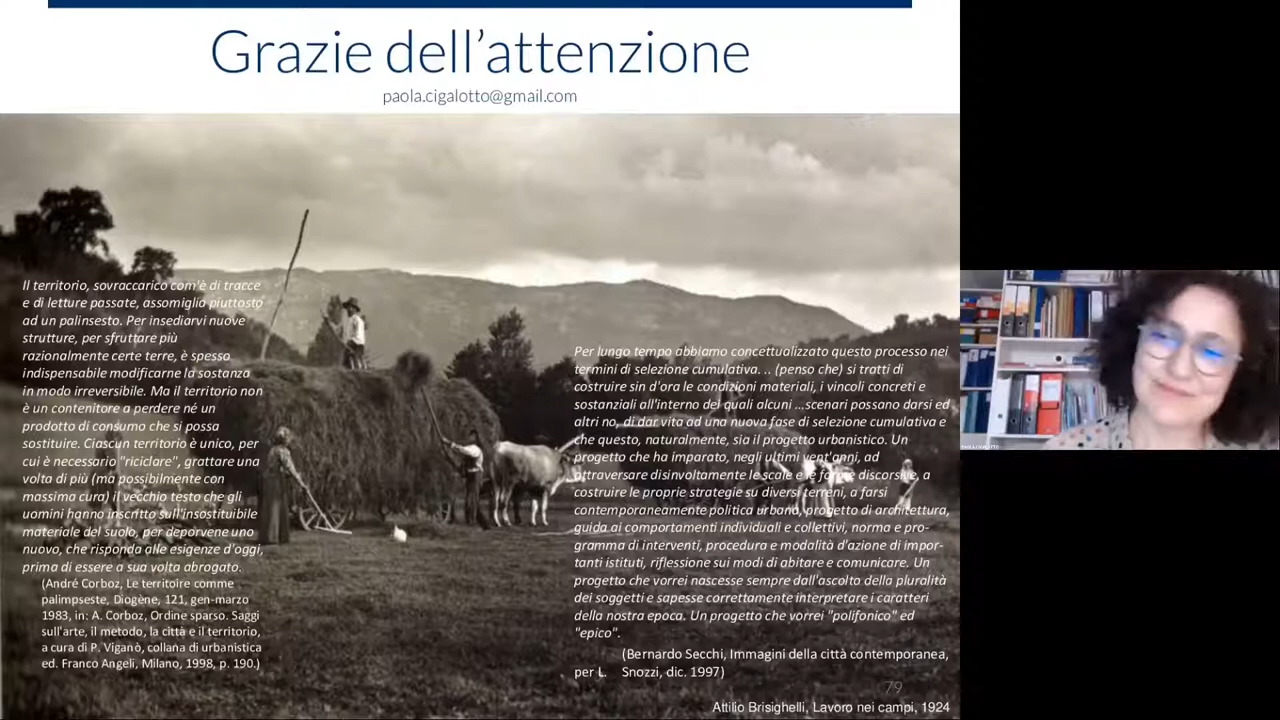 Grazie dell'attenzione
paola.cigalotto@gmail.com
Il territorio, sovraccarico com'è di tracce
e di letture passate, assomiglia piuttosto
ad un palinsesto. Per insediarvi nuove
strutture, per sfruttare più
razionalmente certe terre, è spesso
indispensabile modificarne la sostanza
in modo irreversibile. Ma il territorio non
è un contenitore a perdere né un
prodotto di consumo che si possa
sostituire. Ciascun territorio è unico, per
cui è necessario "riciclare", grattare una
volta di più (ma possibilmente con
massima cura) il vecchio testo che gli
uomini hanno inscritto sull'insostituibile
materiale del suolo, per deporvene uno
nuovo, che risponda alle esigenze d'oggi,
prima di essere a sua volta abrogato.
(André Corboz, Le territoire comme
palimpseste, Diogène, 121, gen-marzo
1983, in: A. Corboz, Ordine sparso. Saggi
sull'arte, il metodo, la città e il territorio,
a cura di P. Viganò, collana di urbanistica
ed. Franco Angeli, Milano, 1998, p. 190.)
Per lungo tempo abbiamo concettualizzato questo processo nei
termini di selezione cumulativa. .. (penso che) si tratti di
costruire sin d'ora le condizioni materiali, i vincoli concreti e
sostanziali all'interno dei quali alcuni ...scenari possano darsi ed
altri no, di dar vita ad una nuova fase di selezione cumulativa e
che questo, naturalmente, sia il progetto urbanistico. Un
progetto che ha imparato, negli ultimi vent'anni, ad
attraversare disinvoltamente le scale e le forme discorsive, a
costruire le proprie strategie su diversi terreni, a farsi
contemporaneamente politica urbana, progetto di architettura,
guida ai comportamenti individuali e collettivi, norma e pro-
gramma di interventi, procedura e modalità d'azione di impor-
tanti istituti, riflessione sui modi di abitare e comunicare. Un
progetto che vorrei nascesse sempre dall'ascolto della pluralità
dei soggetti e sapesse correttamente interpretare i caratteri
della nostra epoca. Un progetto che vorrei "polifonico" ed
"epico".
(Bernardo Secchi, Immagini della città contemporanea,
per L. Snozzi, dic. 1997)
79
Attilio Brisighelli, Lavoro nei campi, 1924